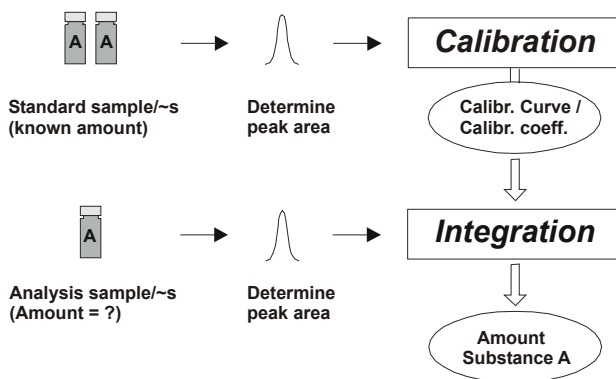 A A
Calibration
Standard sample/~s
(known amount)
Determine
peak area
Calibr. Curve /
Calibr. coeff.
A
Integration
Analysis sample/~s
(Amount = ?)
Determine
peak area
Amount
Substance A